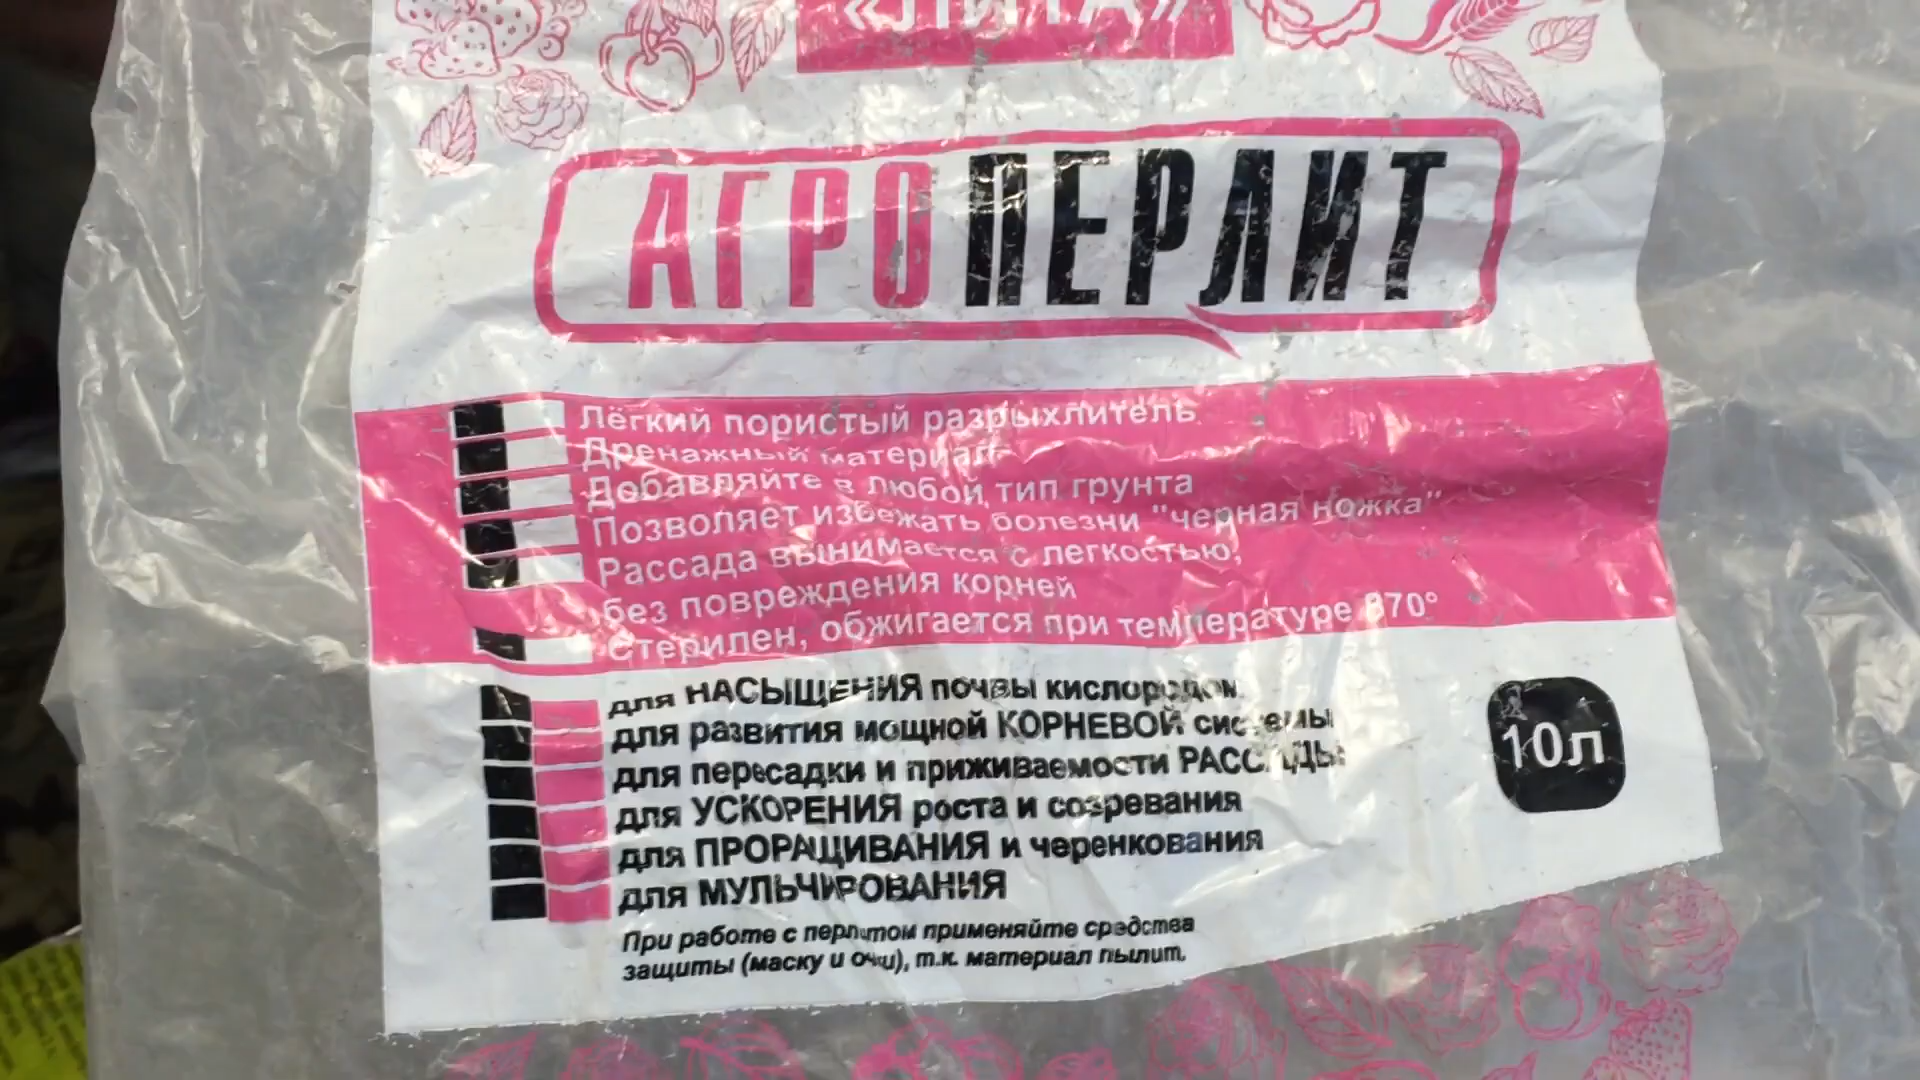 «ЛИТА»
АГРОПЕРЛИТ
Лёгкий пористый разрыхлитель
Дренажный материал
Добавляйте в любой тип грунта
Позволяет избежать болезни "черная ножка"
Рассада вынимается с легкостью,
без повреждения корней
Стерилен, обжигается при температуре 870°
для НАСЫЩЕНИЯ почвы кислородом
для развития мощной КОРНЕВОЙ системы
для пересадки и приживаемости РАССАДЫ
для УСКОРЕНИЯ роста и созревания
для ПРОРАЩИВАНИЯ и черенкования
для МУЛЬЧИРОВАНИЯ
10л
При работе с перлитом применяйте средства
защиты (маску и очки), т.к. материал пылит.